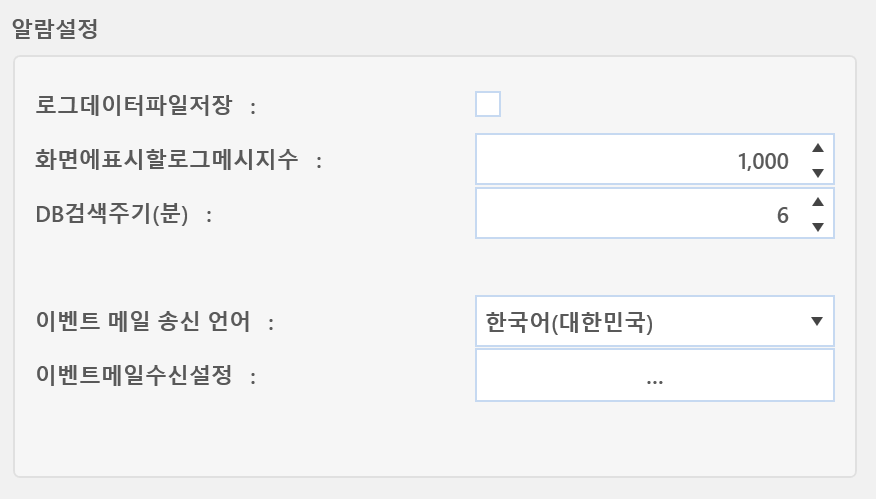 알람설정
로그데이터파일저장 :
화면에표시할로그메시지수 : 1,000
DB검색주기(분) : 6
이벤트 메일 송신 언어 : 한국어(대한민국)
이벤트메일수신설정 : ...